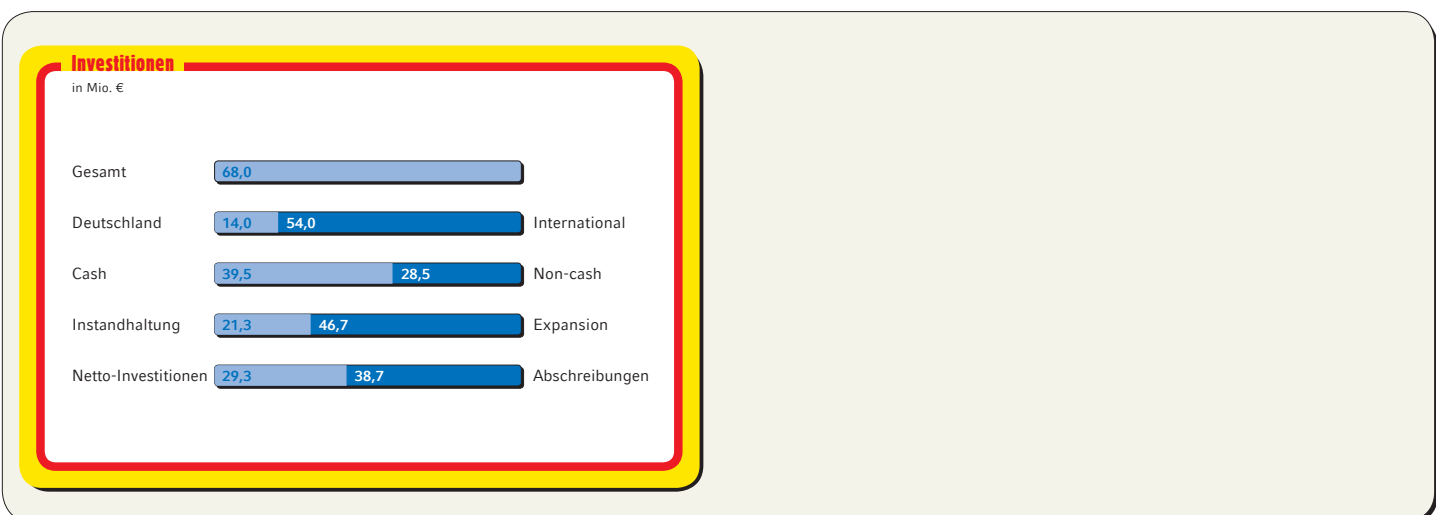 Investitionen
in Mio. €
Gesamt 68,0
Deutschland 14,0 54,0 International
Cash 39,5 28,5 Non-cash
Instandhaltung 21,3 46,7 Expansion
Netto-Investitionen 29,3 38,7 Abschreibungen